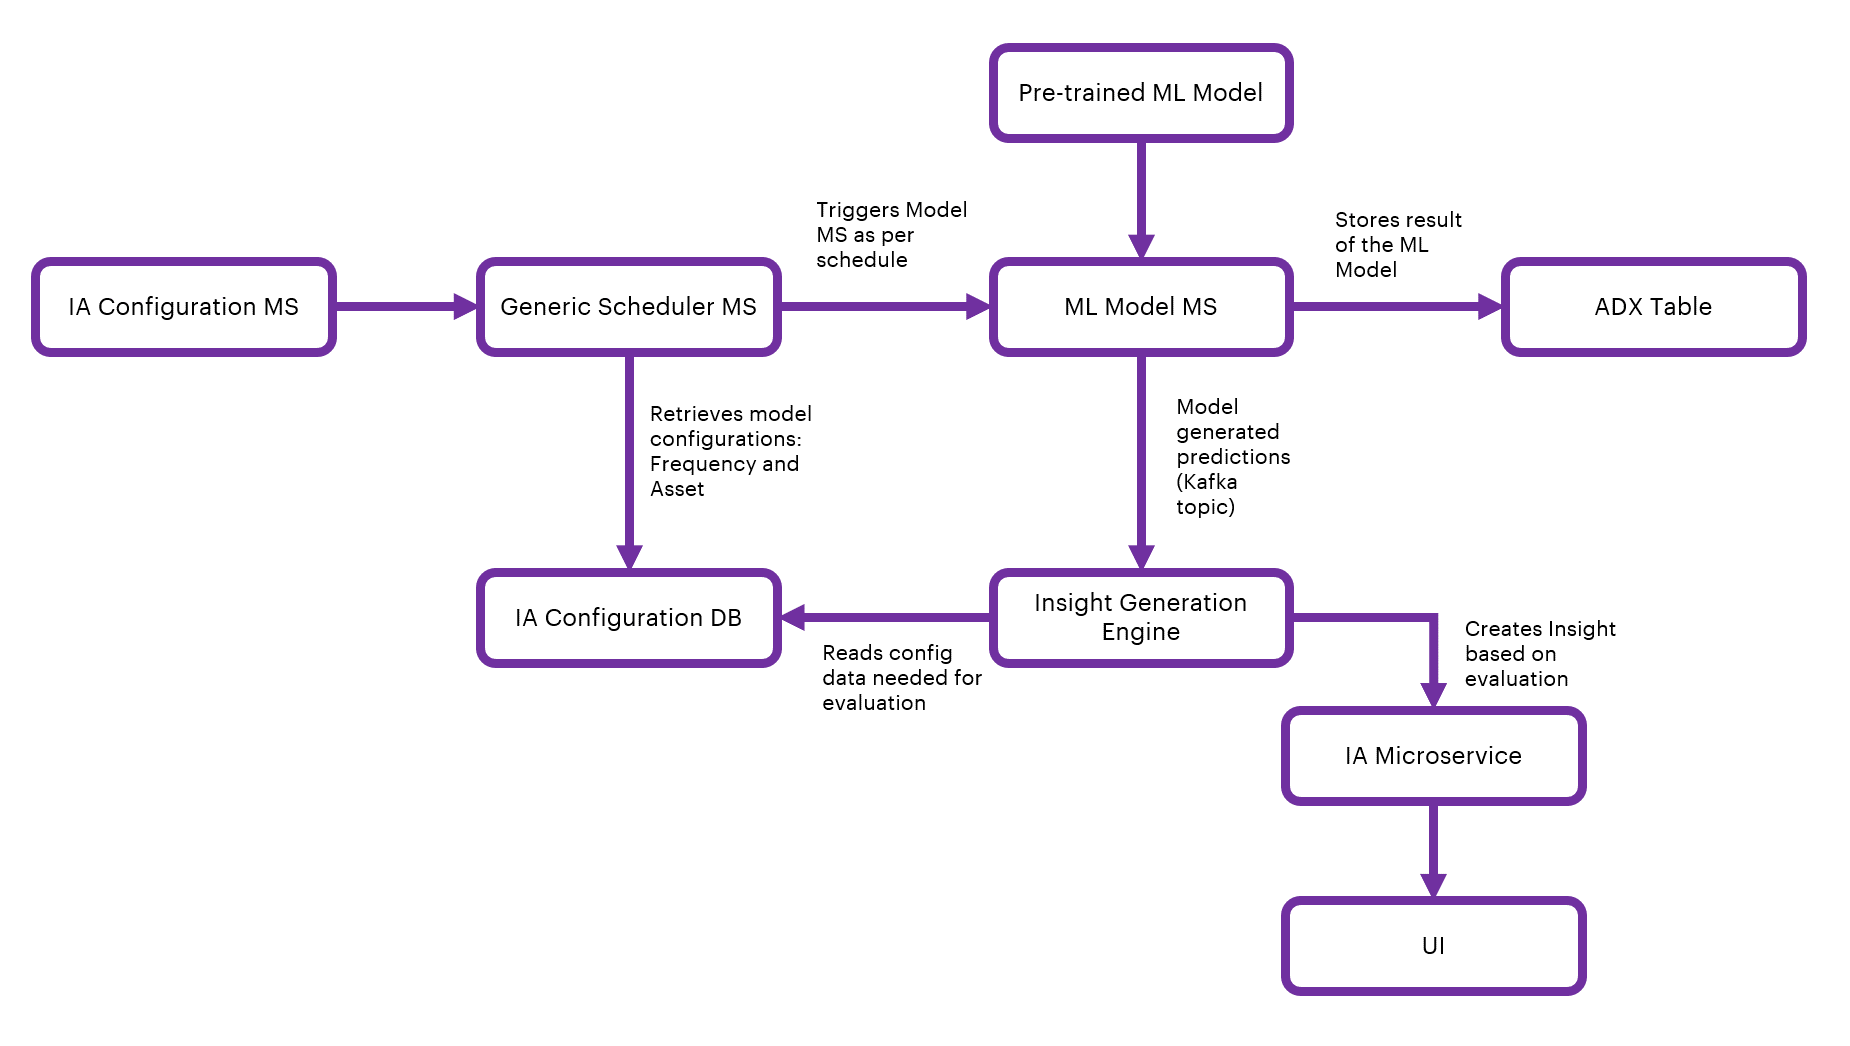 Pre-trained ML Model
Triggers Model
MS as per
schedule
Stores result
of the ML
Model
IA Configuration MS
Generic Scheduler MS
ML Model MS
ADX Table
Retrieves model
configurations:
Frequency and
Asset
Model
generated
predictions
(Kafka
topic)
IA Configuration DB
Insight Generation
Engine
Reads config
data needed for
evaluation
Creates Insight
based on
evaluation
IA Microservice
UI